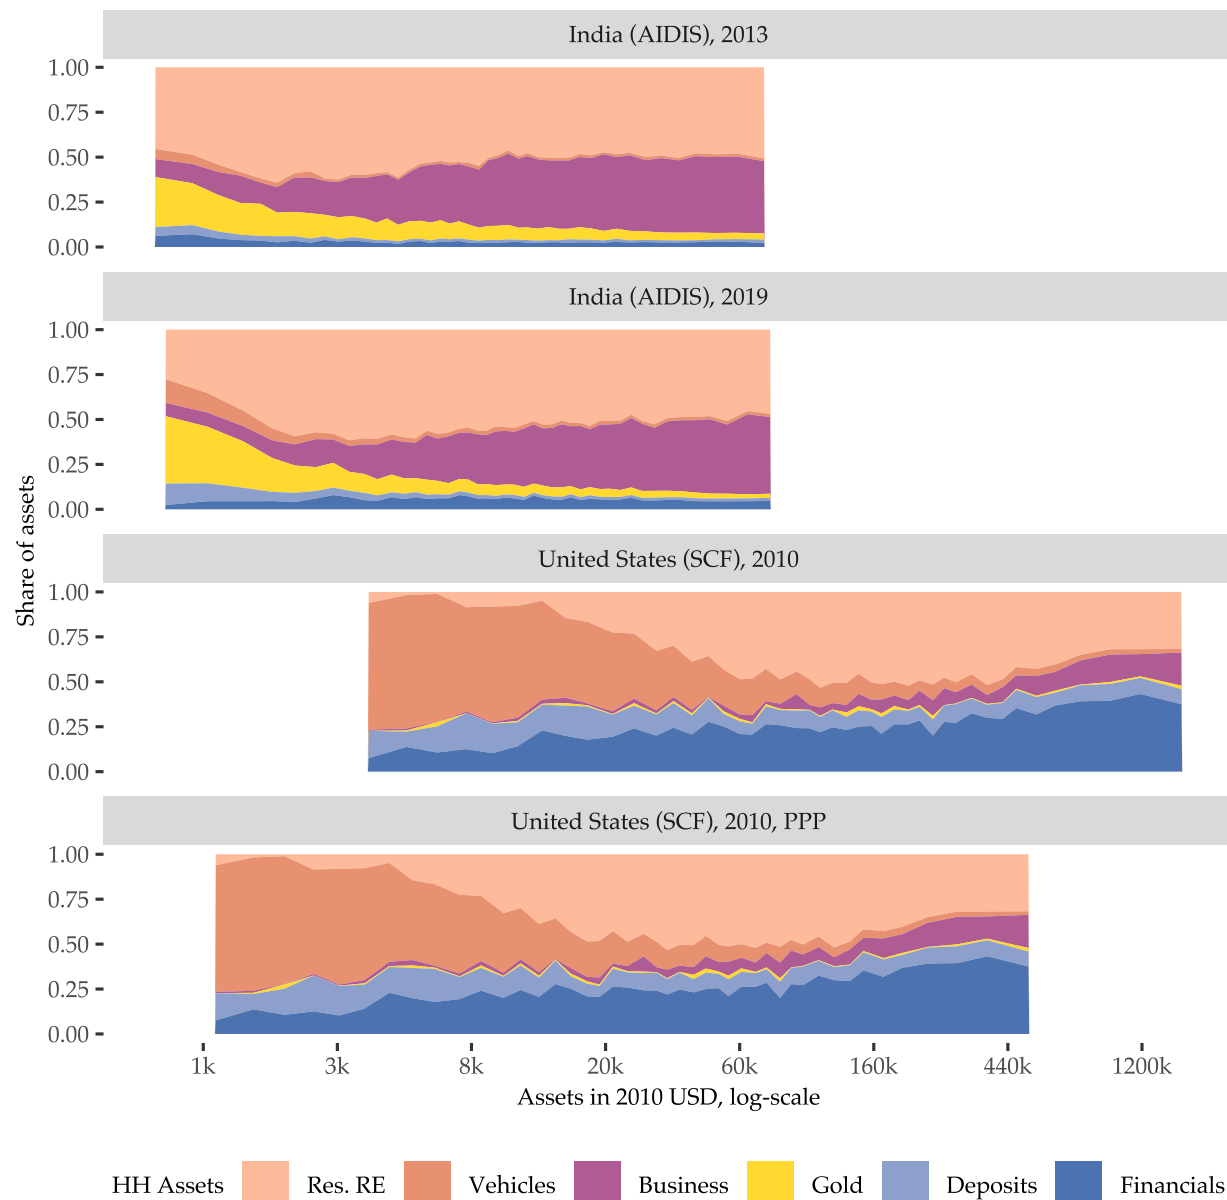 India (AIDIS), 2013
1.00
0.75
0.50
0.25
0.00
India (AIDIS), 2019
1.00
0.75
0.50
0.25
0.00
United States (SCF), 2010
1.00
0.75
0.50
0.25
0.00
United States (SCF), 2010, PPP
1.00
0.75
0.50
0.25
0.00
Share of assets
1k 3k 8k 20k 60k 160k 440k 1200k
Assets in 2010 USD, log-scale
HH Assets Res. RE Vehicles Business Gold Deposits Financials